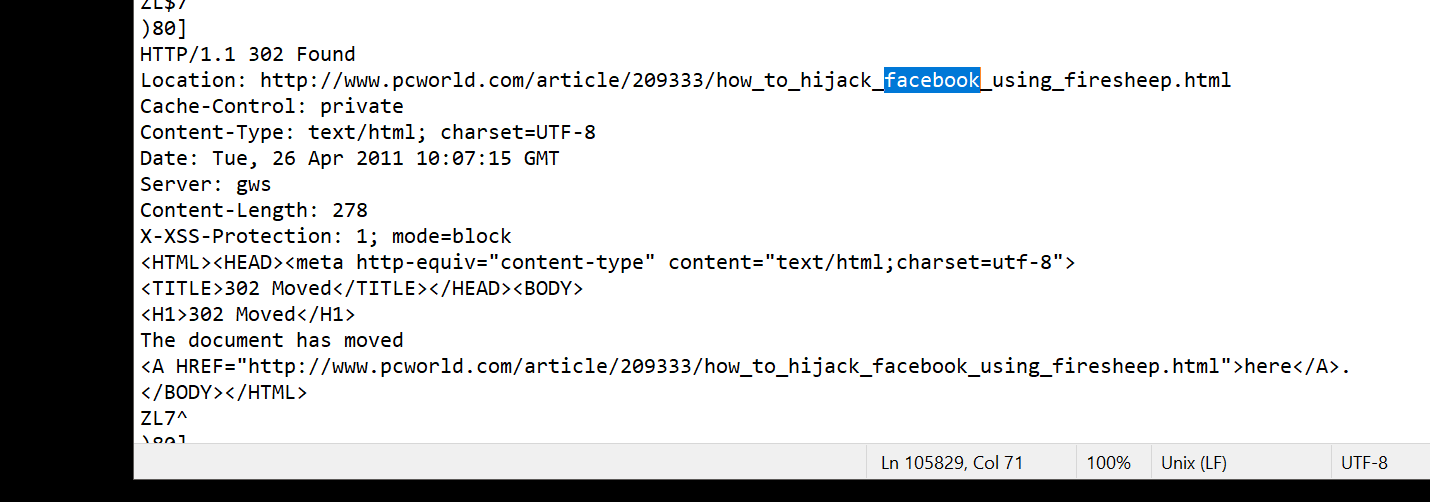 ZL$7
)80]
HTTP/1.1 302 Found
Location: http://www.pcworld.com/article/209333/how_to_hijack_facebook_using_firesheep.html
Cache-Control: private
Content-Type: text/html; charset=UTF-8
Date: Tue, 26 Apr 2011 10:07:15 GMT
Server: gws
Content-Length: 278
X-XSS-Protection: 1; mode=block
<HTML><HEAD><meta http-equiv="content-type" content="text/html;charset=utf-8">
<TITLE>302 Moved</TITLE></HEAD><BODY>
<H1>302 Moved</H1>
The document has moved
<A HREF="http://www.pcworld.com/article/209333/how_to_hijack_facebook_using_firesheep.html">here</A>.
</BODY></HTML>
ZL7^
)80]
Ln 105829, Col 71 100% Unix (LF) UTF-8